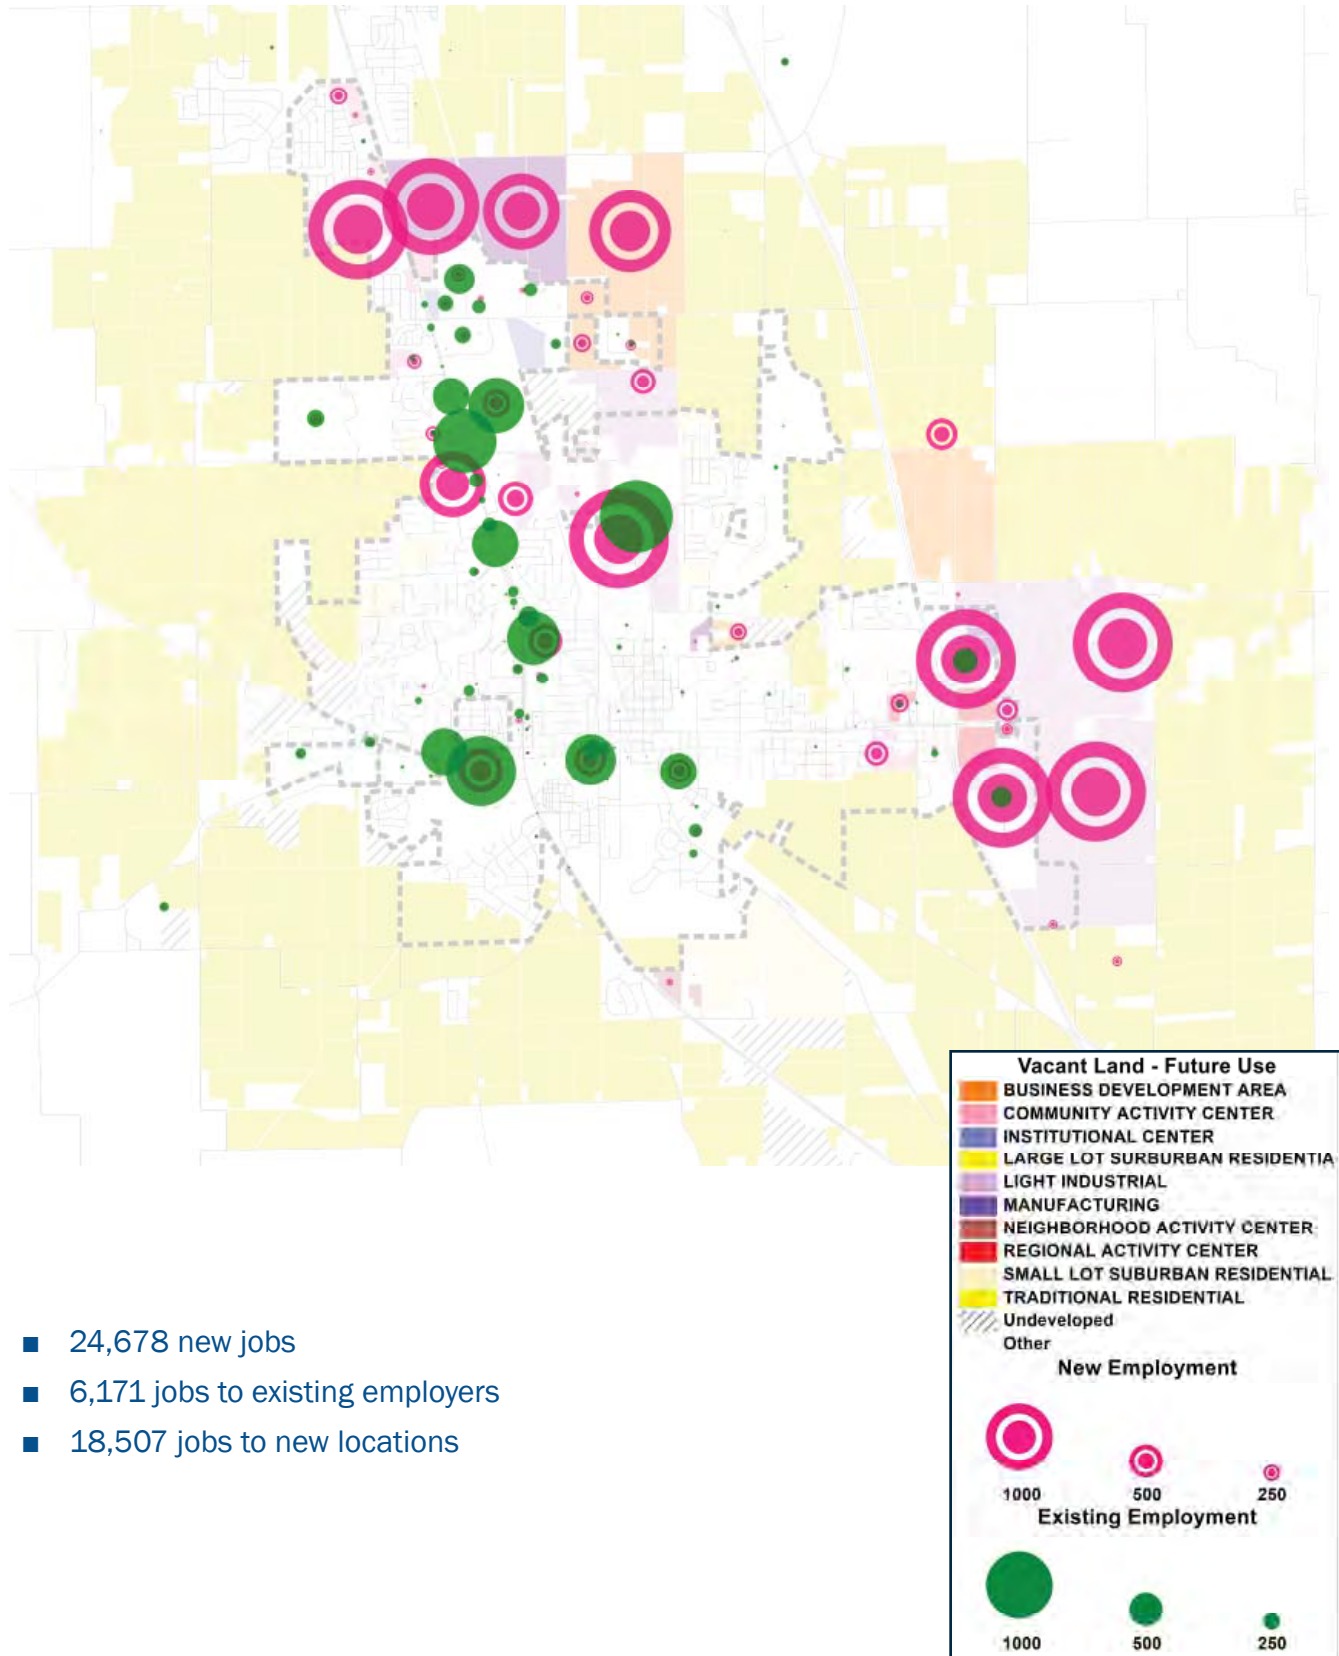 Vacant Land - Future Use
BUSINESS DEVELOPMENT AREA
COMMUNITY ACTIVITY CENTER
INSTITUTIONAL CENTER
LARGE LOT SURBURBAN RESIDENTIA
LIGHT INDUSTRIAL
MANUFACTURING
NEIGHBORHOOD ACTIVITY CENTER
REGIONAL ACTIVITY CENTER
SMALL LOT SUBURBAN RESIDENTIAL
TRADITIONAL RESIDENTIAL
Undeveloped
Other
New Employment
1000 500 250
Existing Employment
1000 500 250
■ 24,678 new jobs
■ 6,171 jobs to existing employers
■ 18,507 jobs to new locations